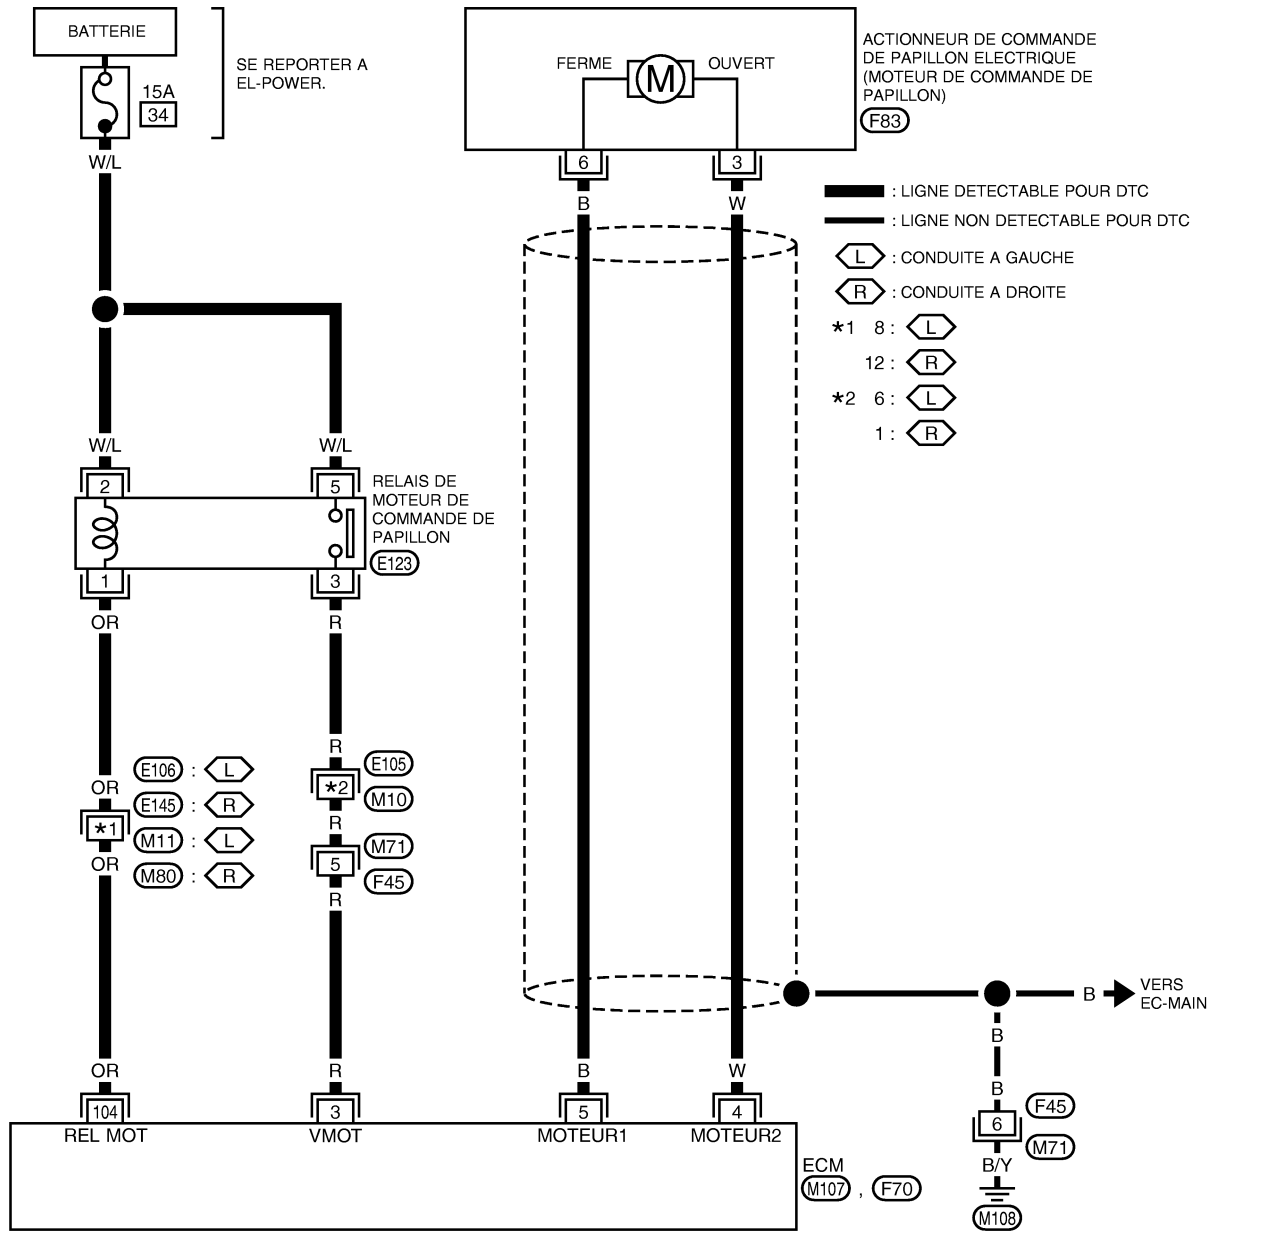 BATTERIE
15A
34
SE REPORTER A
EL-POWER.
W/L
FERME
M
OUVERT
6
3
B
W
ACTIONNEUR DE COMMANDE
DE PAPILLON ELECTRIQUE
(MOTEUR DE COMMANDE DE
PAPILLON)
F83
: LIGNE DETECTABLE POUR DTC
: LIGNE NON DETECTABLE POUR DTC
L : CONDUITE A GAUCHE
R : CONDUITE A DROITE
*1 8 : L
12 : R
*2 6 : L
1 : R
W/L
W/L
2
5
RELAIS DE
MOTEUR DE
COMMANDE DE
PAPILLON
E123
1
3
OR
R
OR
*1
OR
E106 : L
E145 : R
M11 : L
M80 : R
R
*2
E105
M10
R
5
M71
F45
R
OR
R
B
W
104
3
5
4
REL MOT
VMOT
MOTEUR1
MOTEUR2
ECM
M107 , F70
B
VERS
EC-MAIN
B
B
6
F45
M71
B/Y
M108